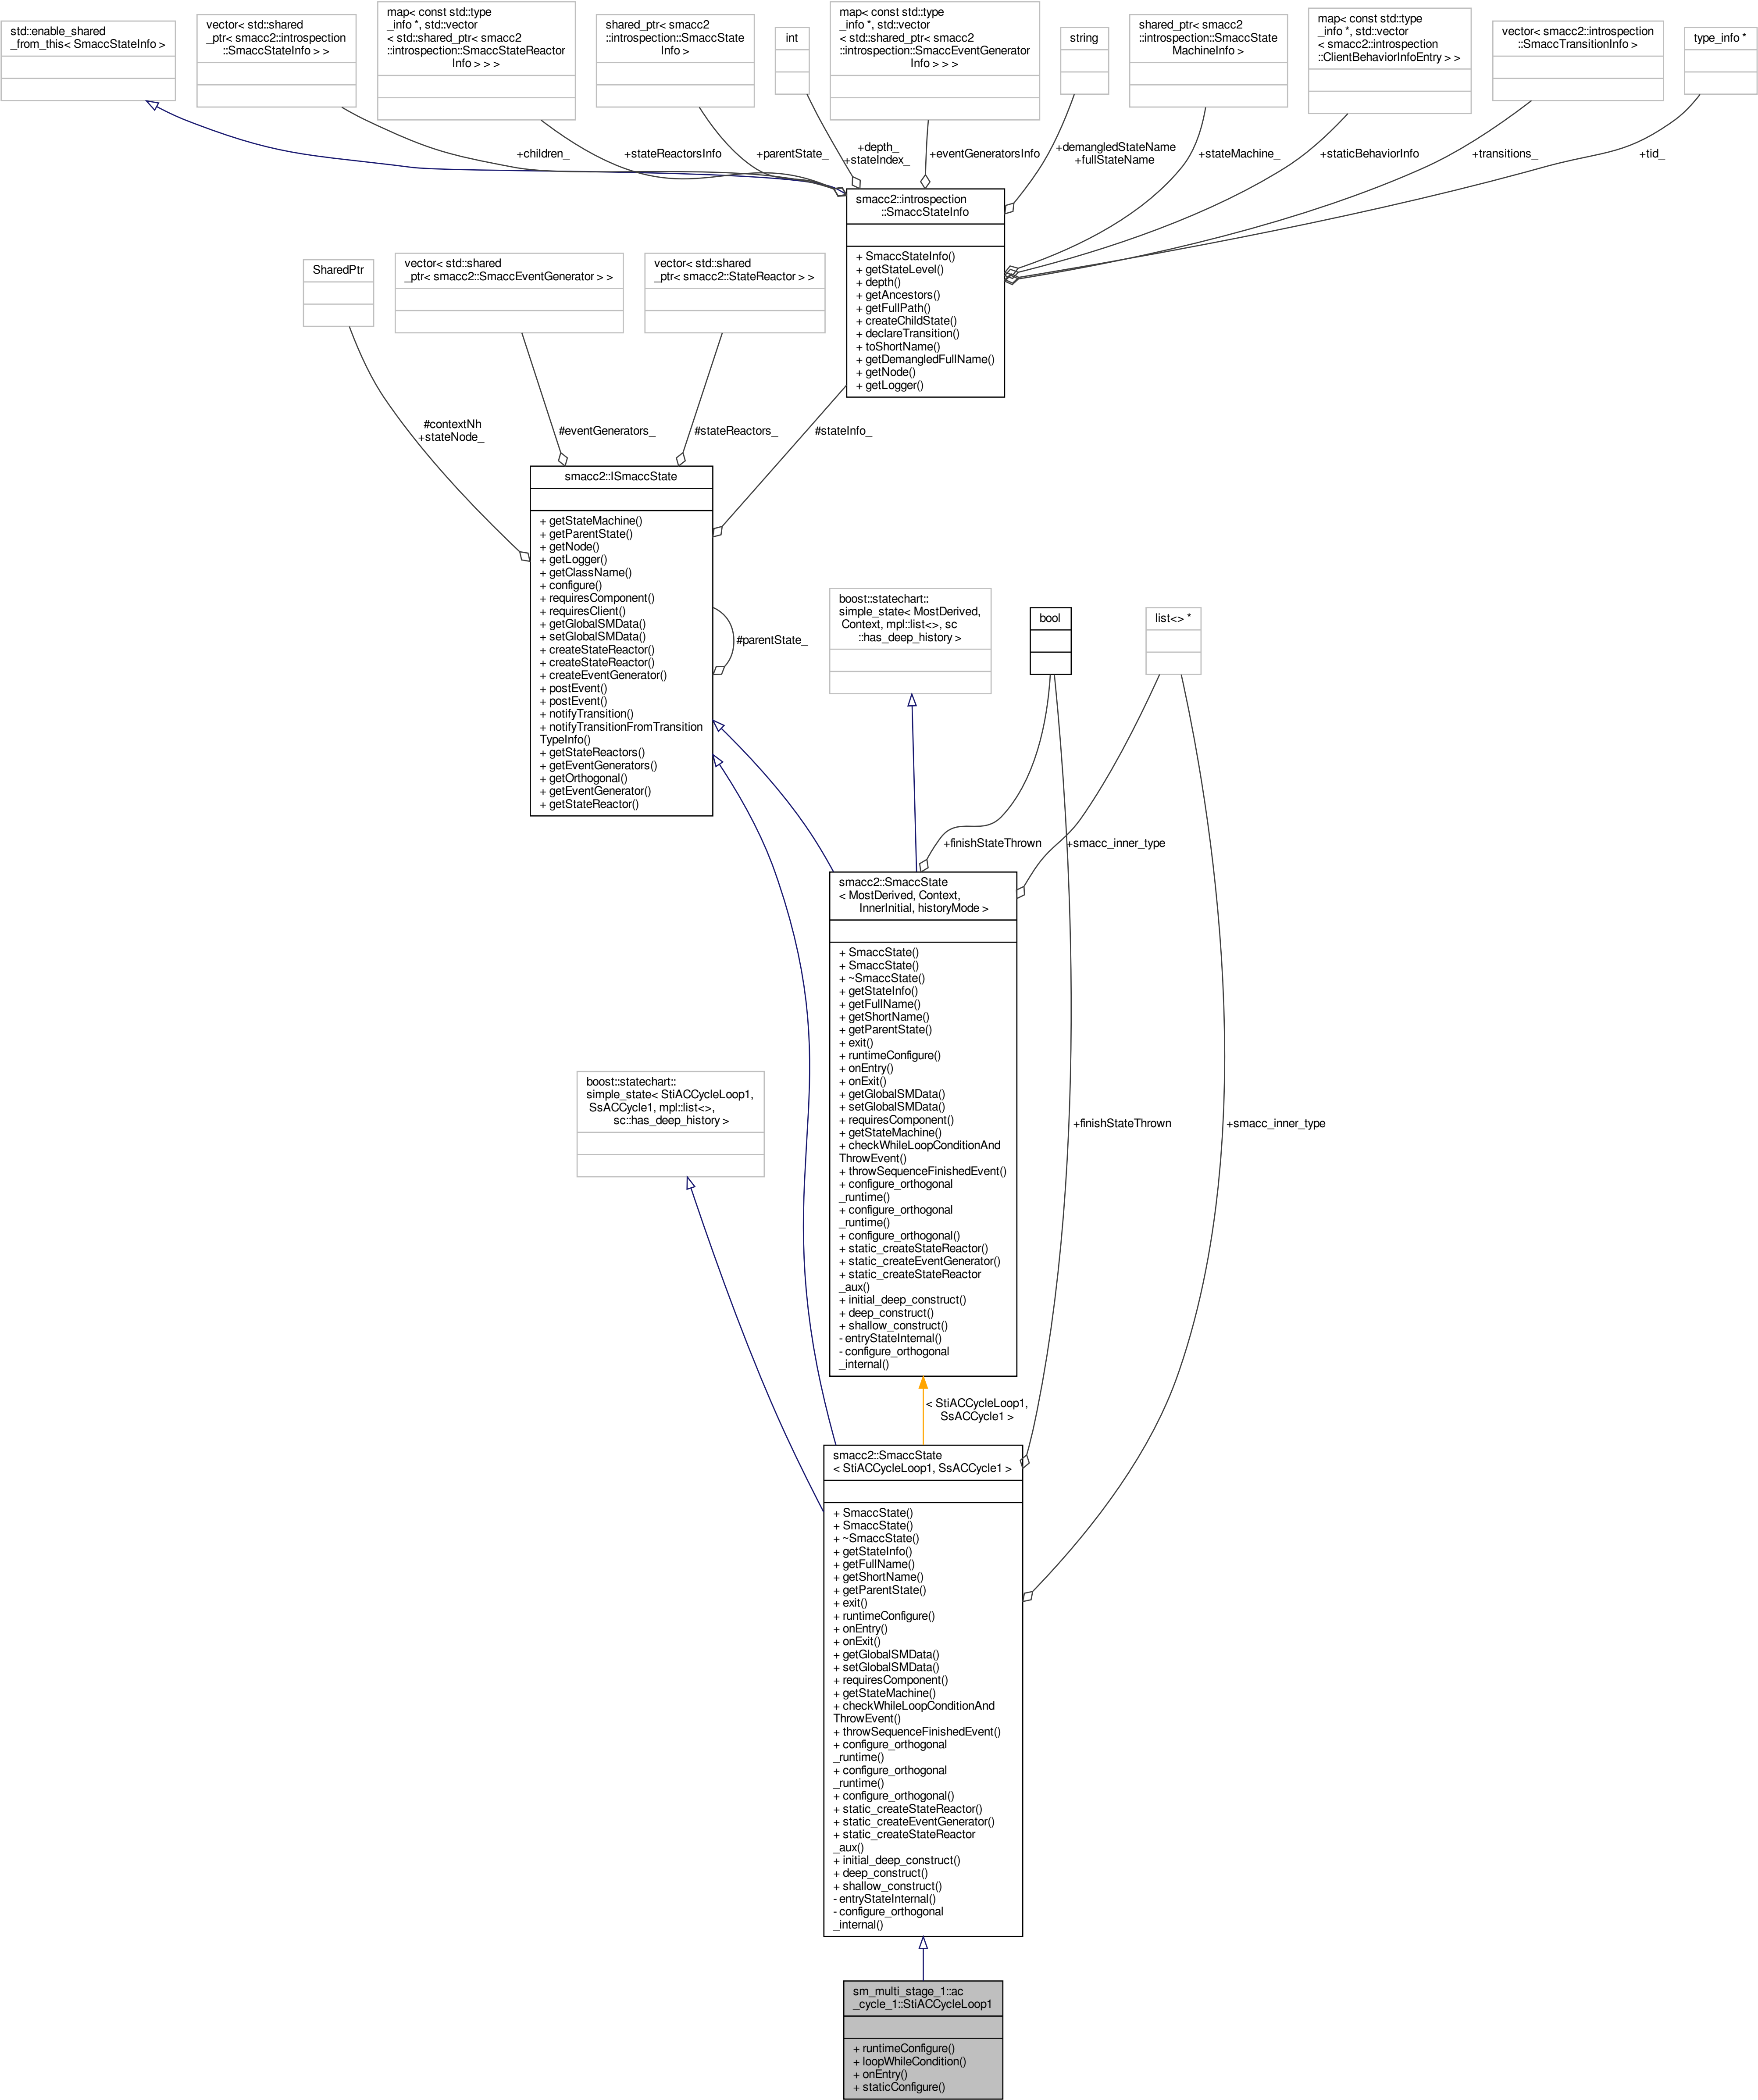 std::enable_shared
_from_this< SmaccStateInfo >
vector< std::shared
_ptr< smacc2::introspection
::SmaccStateInfo > >
map< const std::type
_info *, std::vector
< std::shared_ptr< smacc2
::introspection::SmaccStateReactor
Info > > >
shared_ptr< smacc2
::introspection::SmaccState
Info >
int
map< const std::type
_info *, std::vector
< std::shared_ptr< smacc2
::introspection::SmaccEventGenerator
Info > > >
string
shared_ptr< smacc2
::introspection::SmaccState
MachineInfo >
map< const std::type
_info *, std::vector
< smacc2::introspection
::ClientBehaviorInfoEntry > >
vector< smacc2::introspection
::SmaccTransitionInfo >
type_info *
+children_
+stateReactorsInfo
+parentState_
+depth_
+stateIndex_
+eventGeneratorsInfo
+demangledStateName
+fullStateName
+stateMachine_
+staticBehaviorInfo
+transitions_
+tid_
smacc2::introspection
::SmaccStateInfo
+ SmaccStateInfo()
+ getStateLevel()
+ depth()
+ getAncestors()
+ getFullPath()
+ createChildState()
+ declareTransition()
+ toShortName()
+ getDemangledFullName()
+ getNode()
+ getLogger()
SharedPtr
vector< std::shared
_ptr< smacc2::SmaccEventGenerator > >
vector< std::shared
_ptr< smacc2::StateReactor > >
#contextNh
+stateNode_
#eventGenerators_
#stateReactors_
#stateInfo_
smacc2::ISmaccState
+ getStateMachine()
+ getParentState()
+ getNode()
+ getLogger()
+ getClassName()
+ configure()
+ requiresComponent()
+ requiresClient()
+ getGlobalSMData()
+ setGlobalSMData()
+ createStateReactor()
+ createStateReactor()
+ createEventGenerator()
+ postEvent()
+ postEvent()
+ notifyTransition()
+ notifyTransitionFromTransition
TypeInfo()
+ getStateReactors()
+ getEventGenerators()
+ getOrthogonal()
+ getEventGenerator()
+ getStateReactor()
#parentState_
boost::statechart::
simple_state< MostDerived,
Context, mpl::list<>, sc
::has_deep_history >
bool
list<> *
+finishStateThrown
+smacc_inner_type
smacc2::SmaccState
< MostDerived, Context,
InnerInitial, historyMode >
+ SmaccState()
+ SmaccState()
+ ~SmaccState()
+ getStateInfo()
+ getFullName()
+ getShortName()
+ getParentState()
+ exit()
+ runtimeConfigure()
+ onEntry()
+ onExit()
+ getGlobalSMData()
+ setGlobalSMData()
+ requiresComponent()
+ getStateMachine()
+ checkWhileLoopConditionAnd
ThrowEvent()
+ throwSequenceFinishedEvent()
+ configure_orthogonal
_runtime()
+ configure_orthogonal
_runtime()
+ configure_orthogonal()
+ static_createStateReactor()
+ static_createEventGenerator()
+ static_createStateReactor
_aux()
+ initial_deep_construct()
+ deep_construct()
+ shallow_construct()
- entryStateInternal()
- configure_orthogonal
_internal()
boost::statechart::
simple_state< StiACCycleLoop1,
SsACCycle1, mpl::list<>,
sc::has_deep_history >
+finishStateThrown
+smacc_inner_type
< StiACCycleLoop1,
SsACCycle1 >
smacc2::SmaccState
< StiACCycleLoop1, SsACCycle1 >
+ SmaccState()
+ SmaccState()
+ ~SmaccState()
+ getStateInfo()
+ getFullName()
+ getShortName()
+ getParentState()
+ exit()
+ runtimeConfigure()
+ onEntry()
+ onExit()
+ getGlobalSMData()
+ setGlobalSMData()
+ requiresComponent()
+ getStateMachine()
+ checkWhileLoopConditionAnd
ThrowEvent()
+ throwSequenceFinishedEvent()
+ configure_orthogonal
_runtime()
+ configure_orthogonal
_runtime()
+ configure_orthogonal()
+ static_createStateReactor()
+ static_createEventGenerator()
+ static_createStateReactor
_aux()
+ initial_deep_construct()
+ deep_construct()
+ shallow_construct()
- entryStateInternal()
- configure_orthogonal
_internal()
sm_multi_stage_1::ac
_cycle_1::StiACCycleLoop1
+ runtimeConfigure()
+ loopWhileCondition()
+ onEntry()
+ staticConfigure()